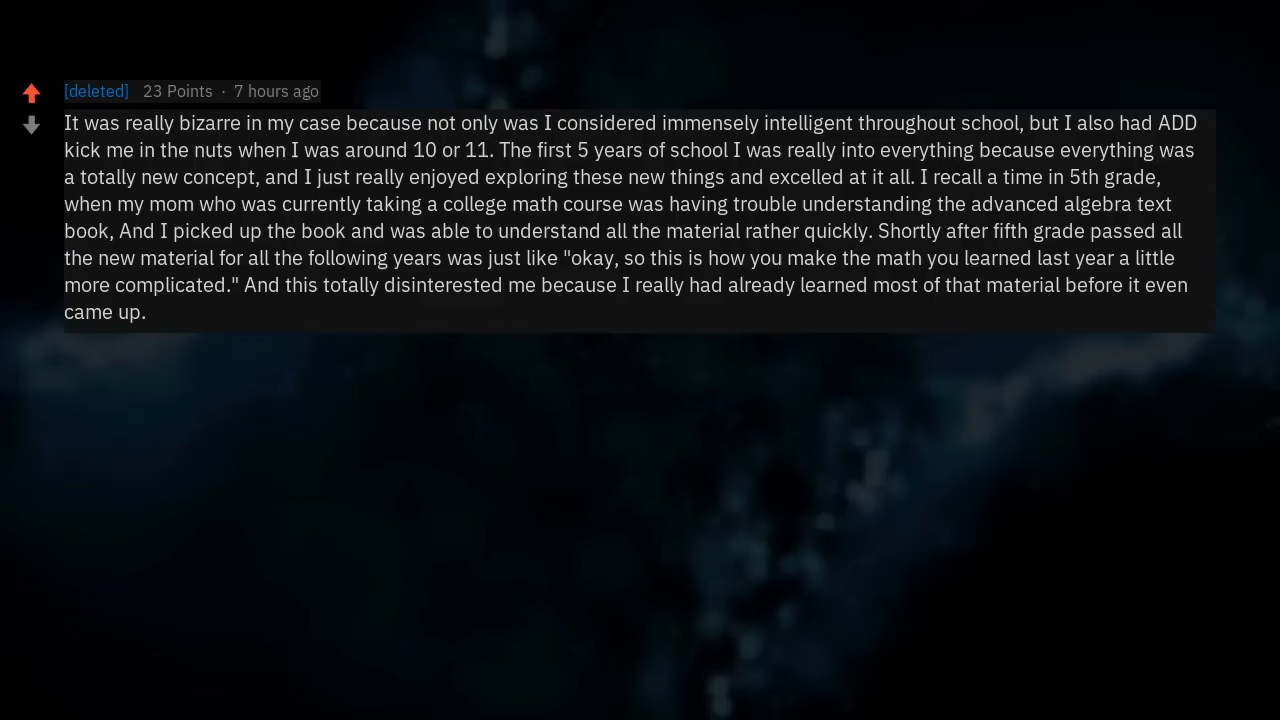 [deleted] 23 Points · 7 hours ago
It was really bizarre in my case because not only was I considered immensely intelligent throughout school, but I also had ADD
kick me in the nuts when I was around 10 or 11. The first 5 years of school I was really into everything because everything was
a totally new concept, and I just really enjoyed exploring these new things and excelled at it all. I recall a time in 5th grade,
when my mom who was currently taking a college math course was having trouble understanding the advanced algebra text
book, And I picked up the book and was able to understand all the material rather quickly. Shortly after fifth grade passed all
the new material for all the following years was just like "okay, so this is how you make the math you learned last year a little
more complicated." And this totally disinterested me because I really had already learned most of that material before it even
came up.